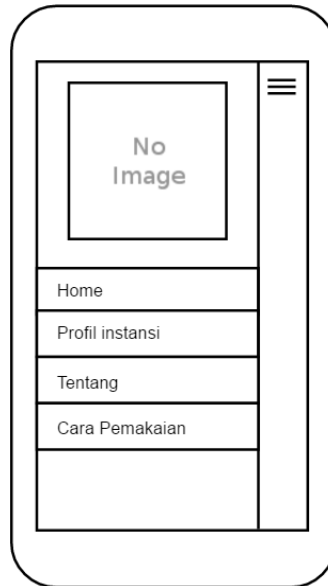 No
Image
Home
Profil instansi
Tentang
Cara Pemakaian